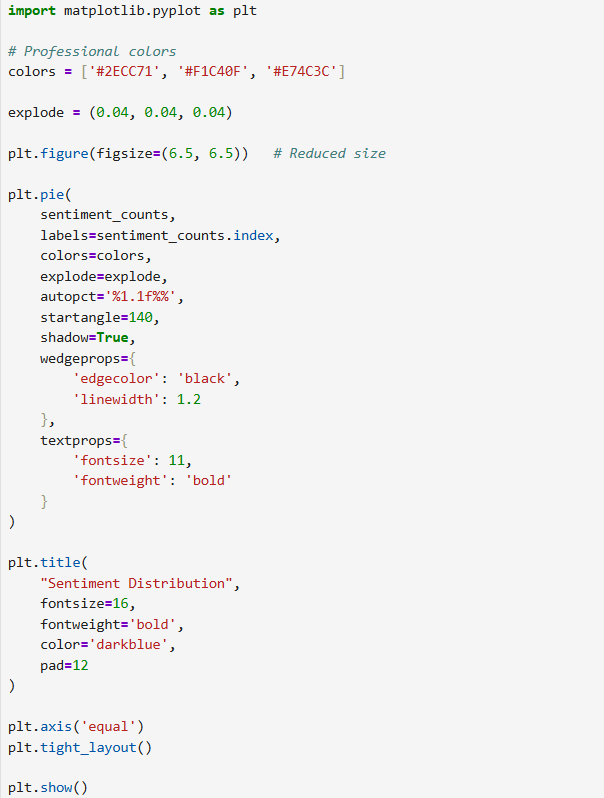 import matplotlib.pyplot as plt

# Professional colors
colors = ['#2ECC71', '#F1C40F', '#E74C3C']

explode = (0.04, 0.04, 0.04)

plt.figure(figsize=(6.5, 6.5))   # Reduced size

plt.pie(
    sentiment_counts,
    labels=sentiment_counts.index,
    colors=colors,
    explode=explode,
    autopct='%1.1f%%',
    startangle=140,
    shadow=True,
    wedgeprops={
        'edgecolor': 'black',
        'linewidth': 1.2
    },
    textprops={
        'fontsize': 11,
        'fontweight': 'bold'
    }
)

plt.title(
    "Sentiment Distribution",
    fontsize=16,
    fontweight='bold',
    color='darkblue',
    pad=12
)

plt.axis('equal')
plt.tight_layout()

plt.show()